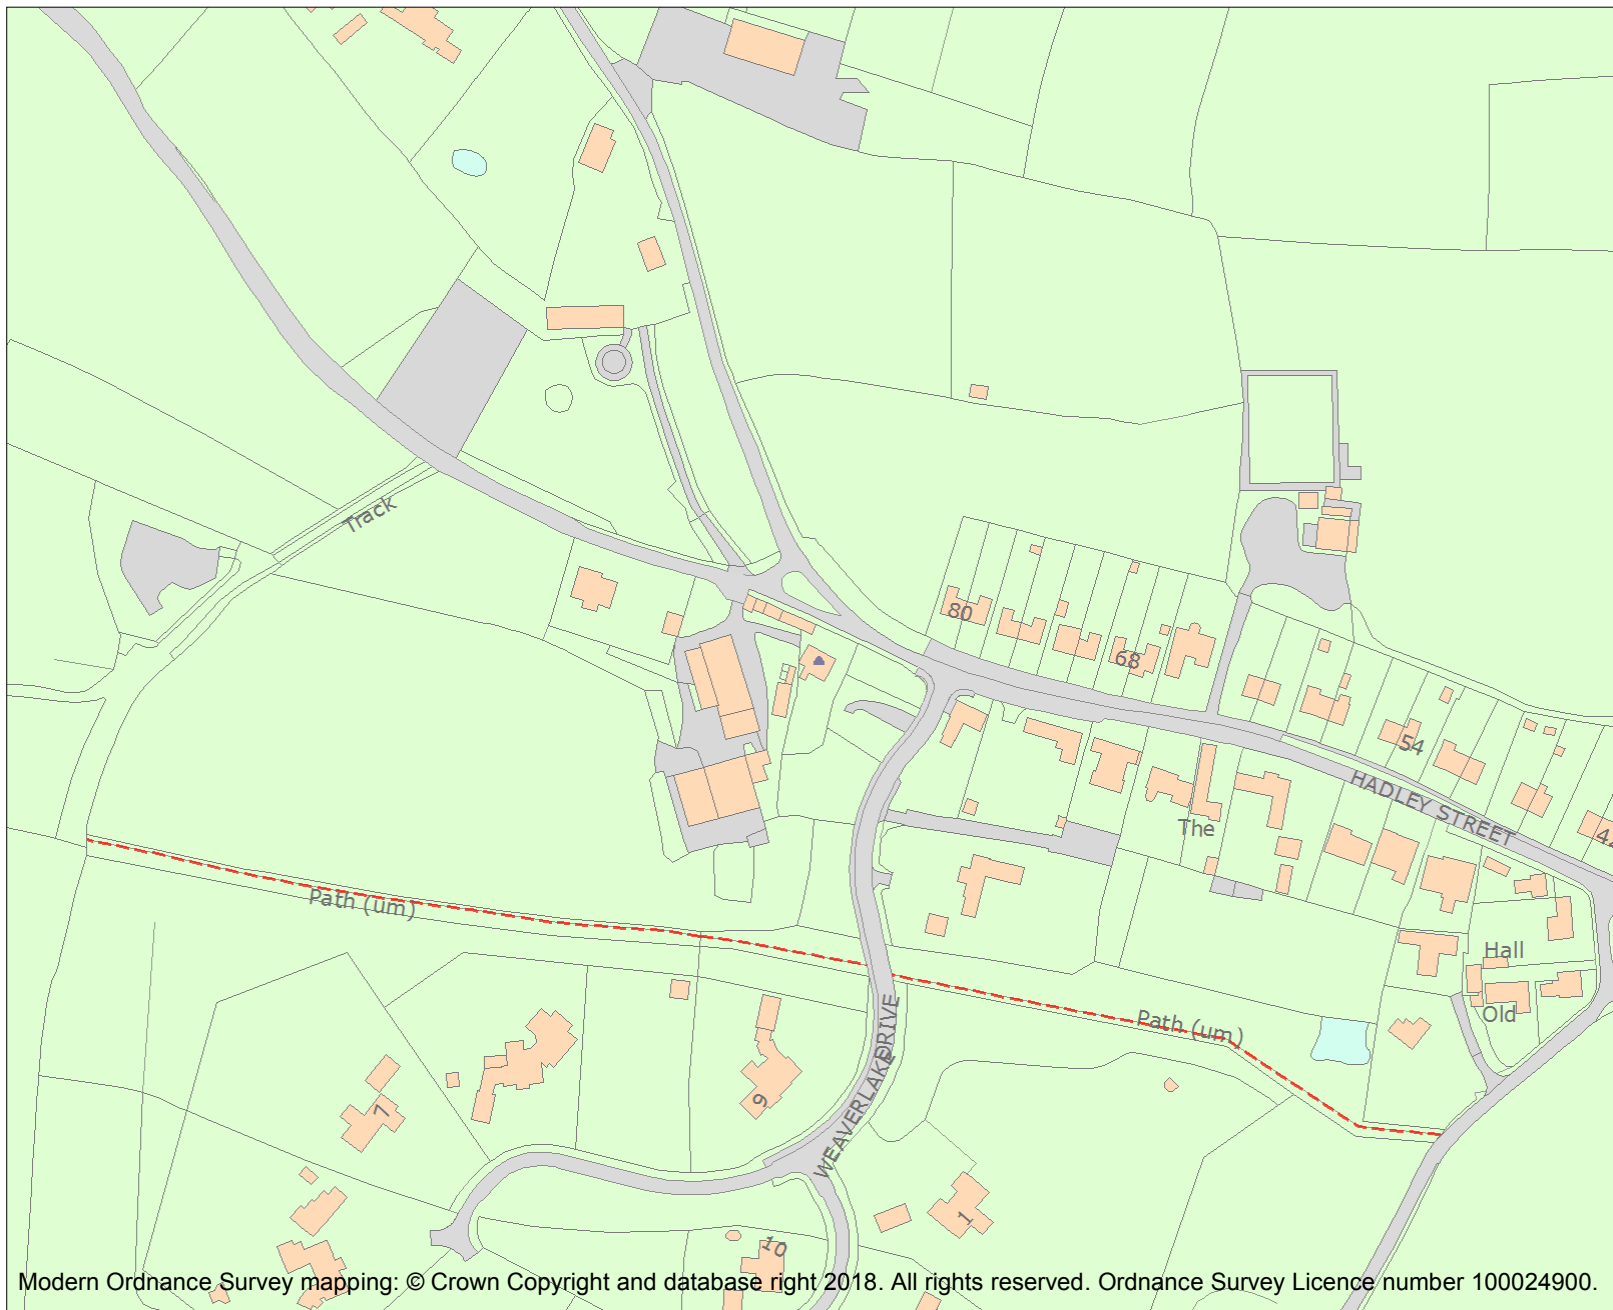 Track
80
68
54
HADLEY STREET
The
42
Path (um)
Hall
Old
Path (um)
WEAVERLAKE DRIVE
7
9
1
10
Modern Ordnance Survey mapping: © Crown Copyright and database right 2018. All rights reserved. Ordnance Survey Licence number 100024900.